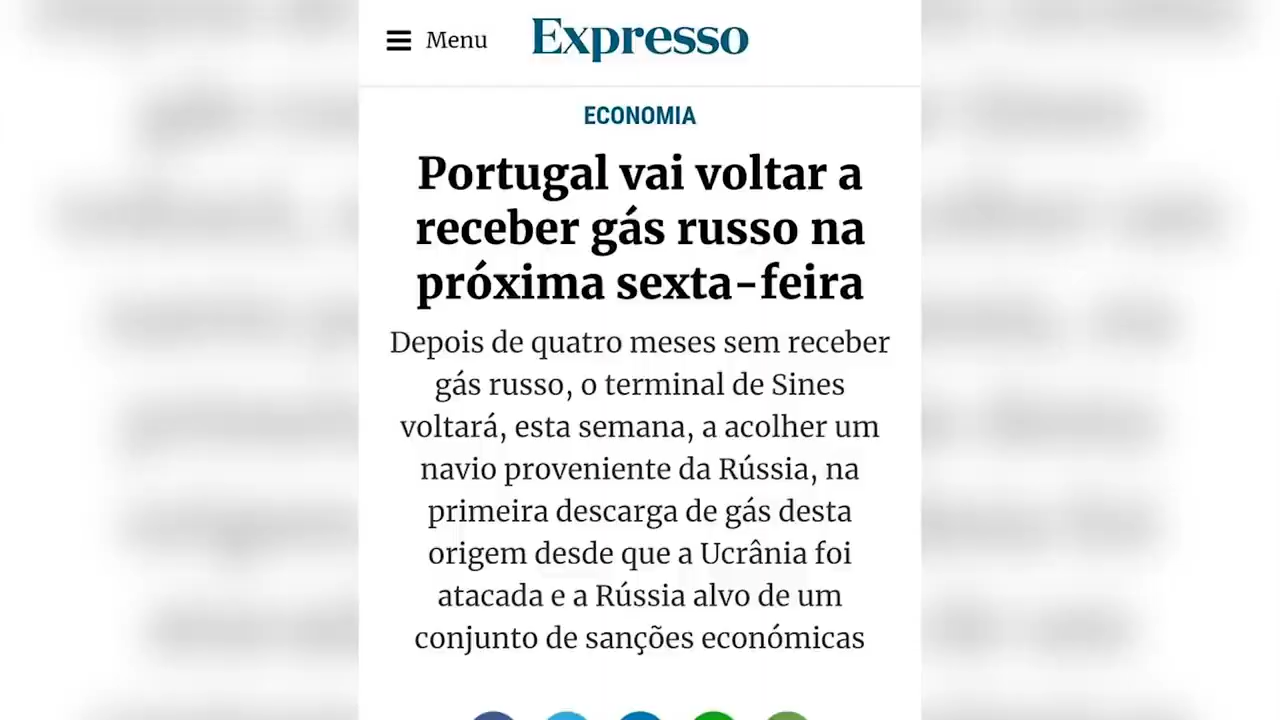 Menu
Expresso
ECONOMIA
Portugal vai voltar a
receber gás russo na
próxima sexta-feira
Depois de quatro meses sem receber
gás russo, o terminal de Sines
voltará, esta semana, a acolher um
navio proveniente da Rússia, na
primeira descarga de gás desta
origem desde que a Ucrânia foi
atacada e a Rússia alvo de um
conjunto de sanções económicas